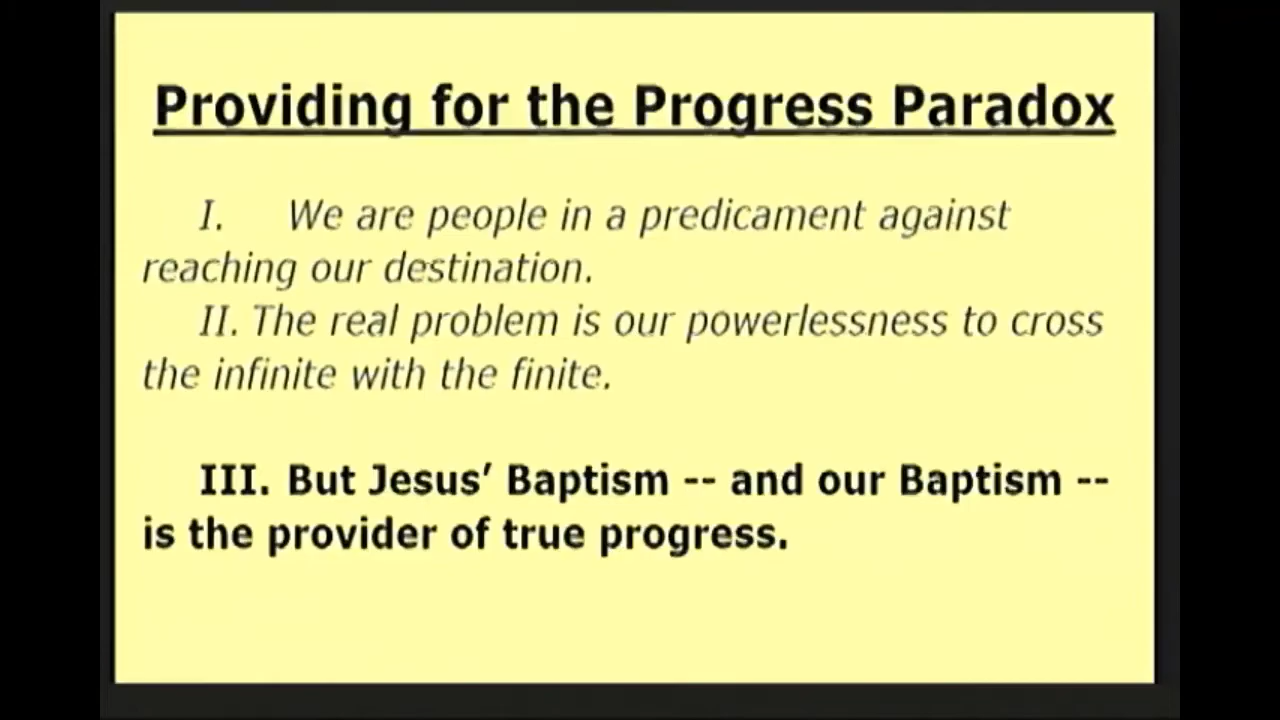 Providing for the Progress Paradox
I. We are people in a predicament against
reaching our destination.
II. The real problem is our powerlessness to cross
the infinite with the finite.
III. But Jesus’ Baptism -- and our Baptism --
is the provider of true progress.